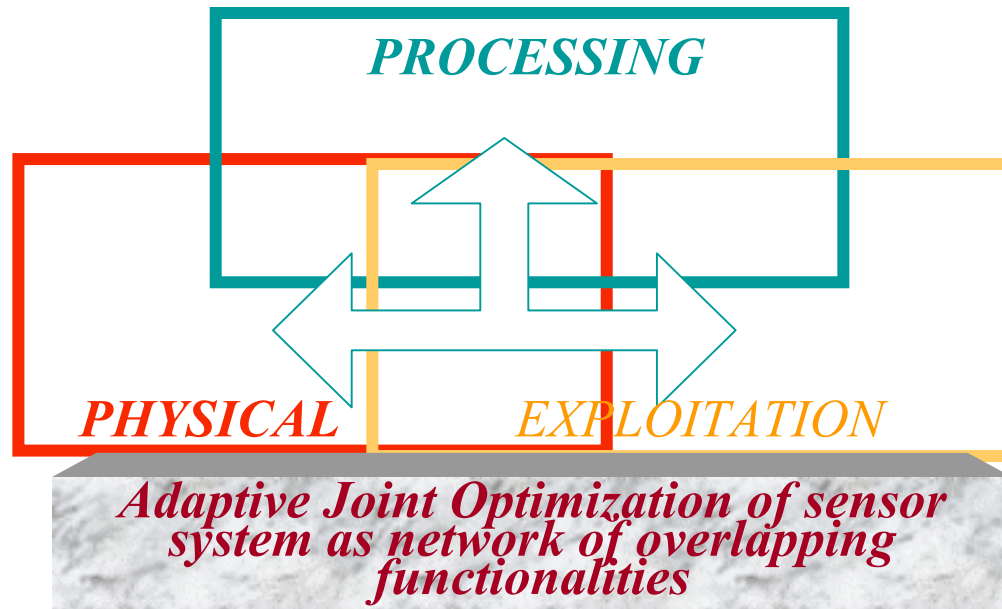 PROCESSING
PHYSICAL
EXPLOITATION
Adaptive Joint Optimization of sensor
system as network of overlapping
functionalities